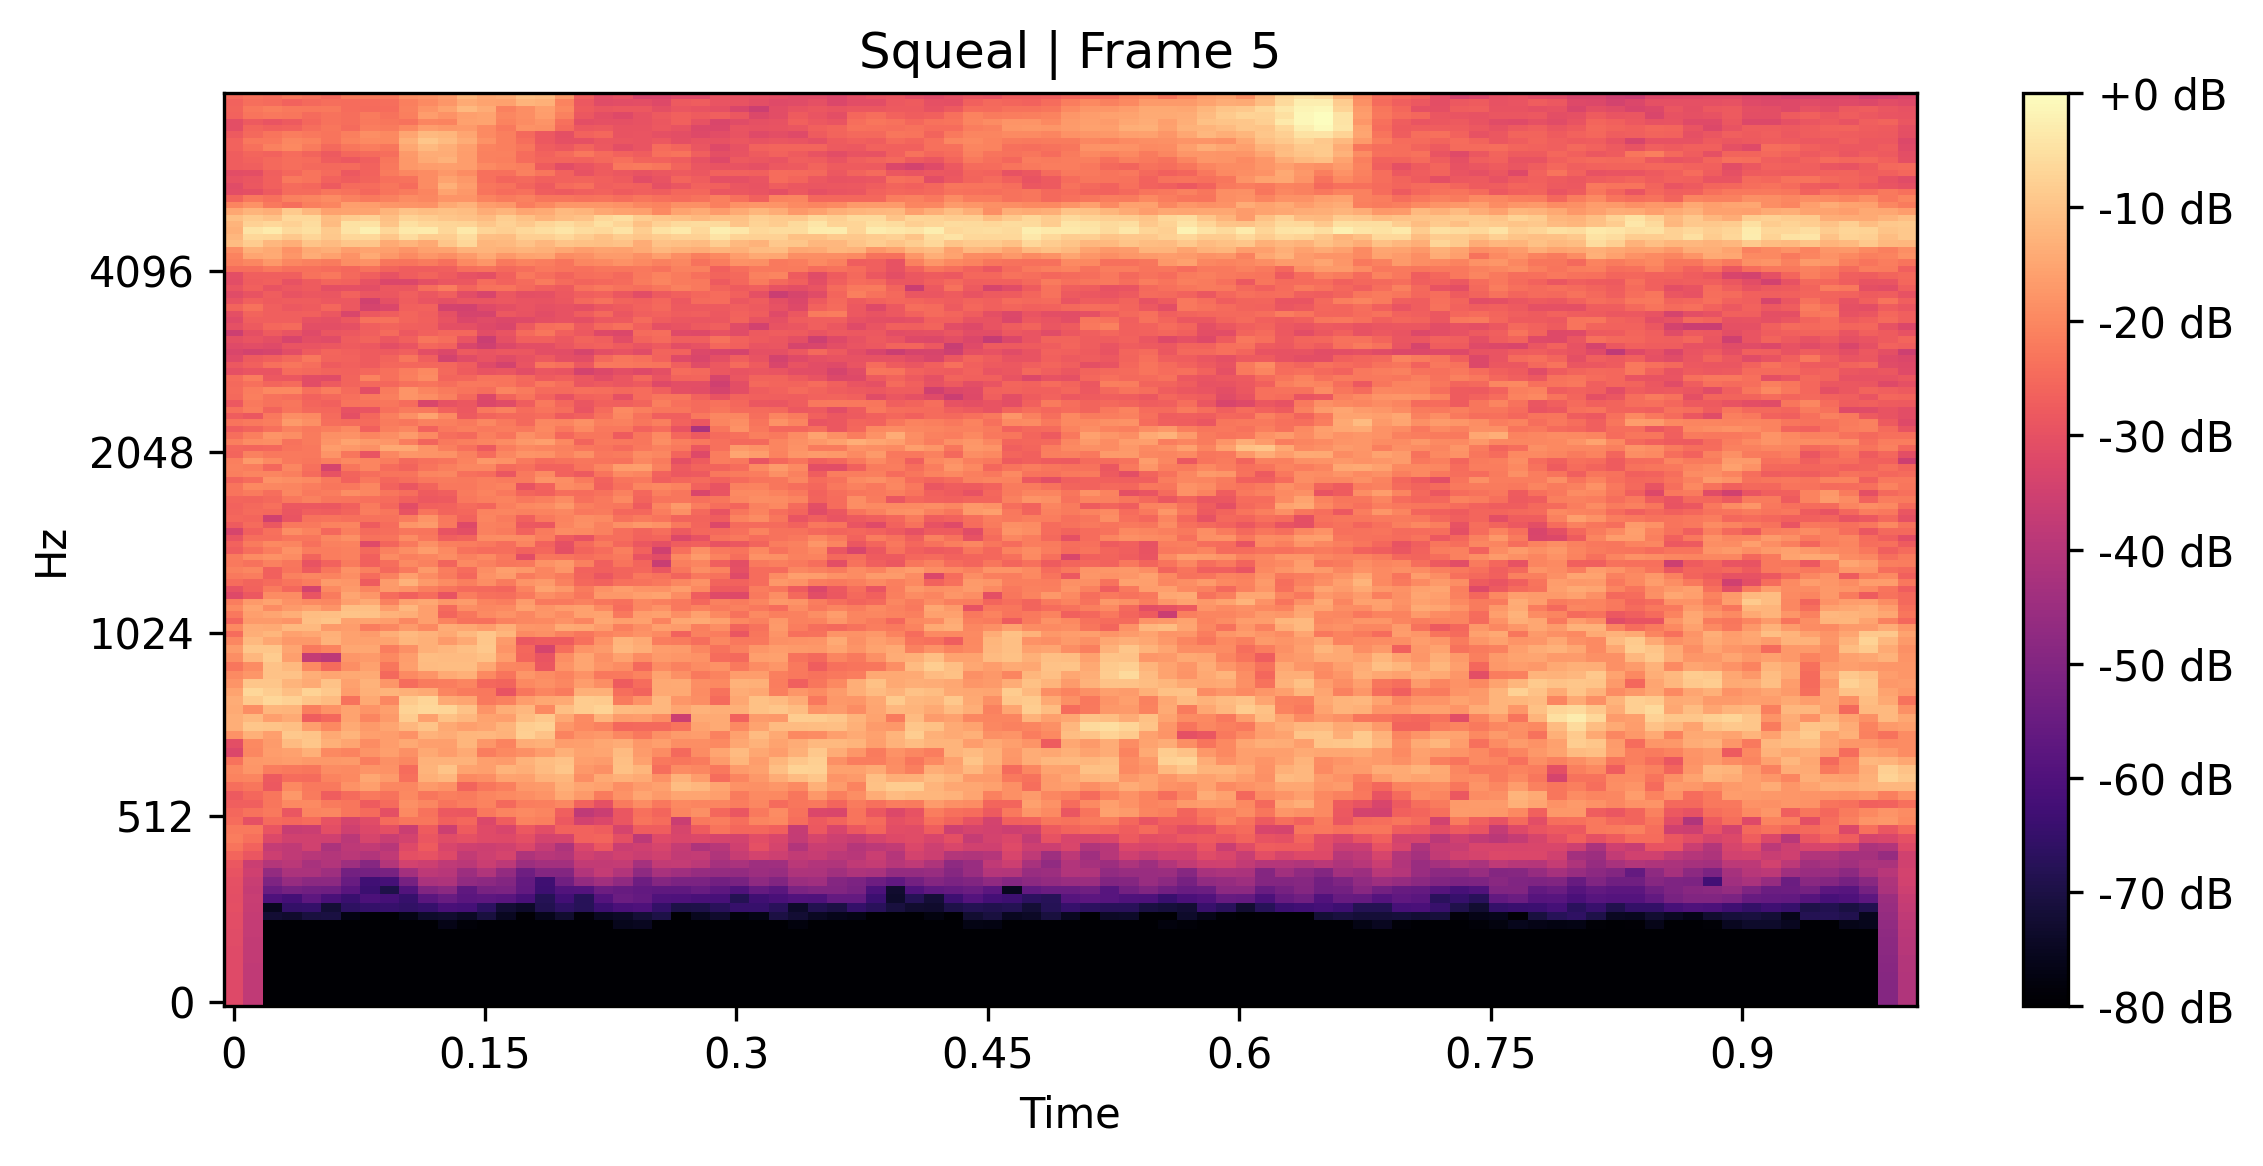 Squeal | Frame 5
Hz
4096
2048
1024
512
0
0 0.15 0.3 0.45 0.6 0.75 0.9
Time
+0 dB
-10 dB
-20 dB
-30 dB
-40 dB
-50 dB
-60 dB
-70 dB
-80 dB